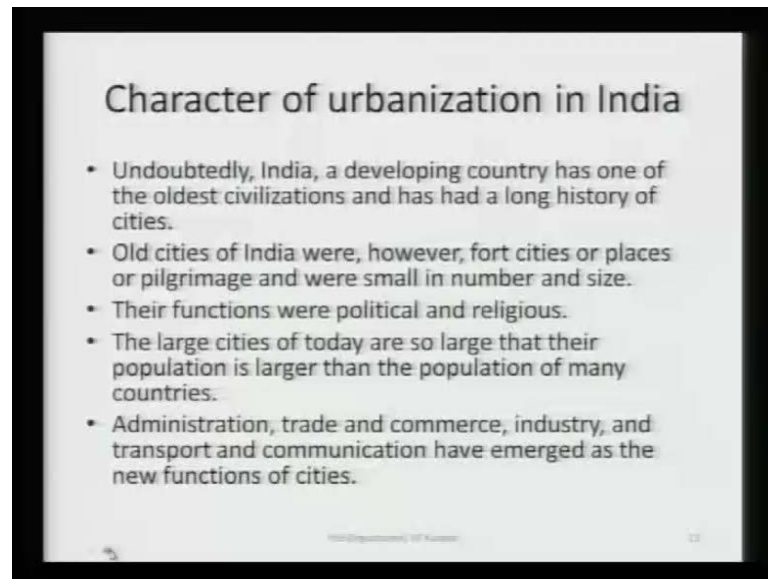 Character of urbanization in India
• Undoubtedly, India, a developing country has one of
the oldest civilizations and has had a long history of
cities.
• Old cities of India were, however, fort cities or places
or pilgrimage and were small in number and size.
• Their functions were political and religious.
• The large cities of today are so large that their
population is larger than the population of many
countries.
• Administration, trade and commerce, industry, and
transport and communication have emerged as the
new functions of cities.